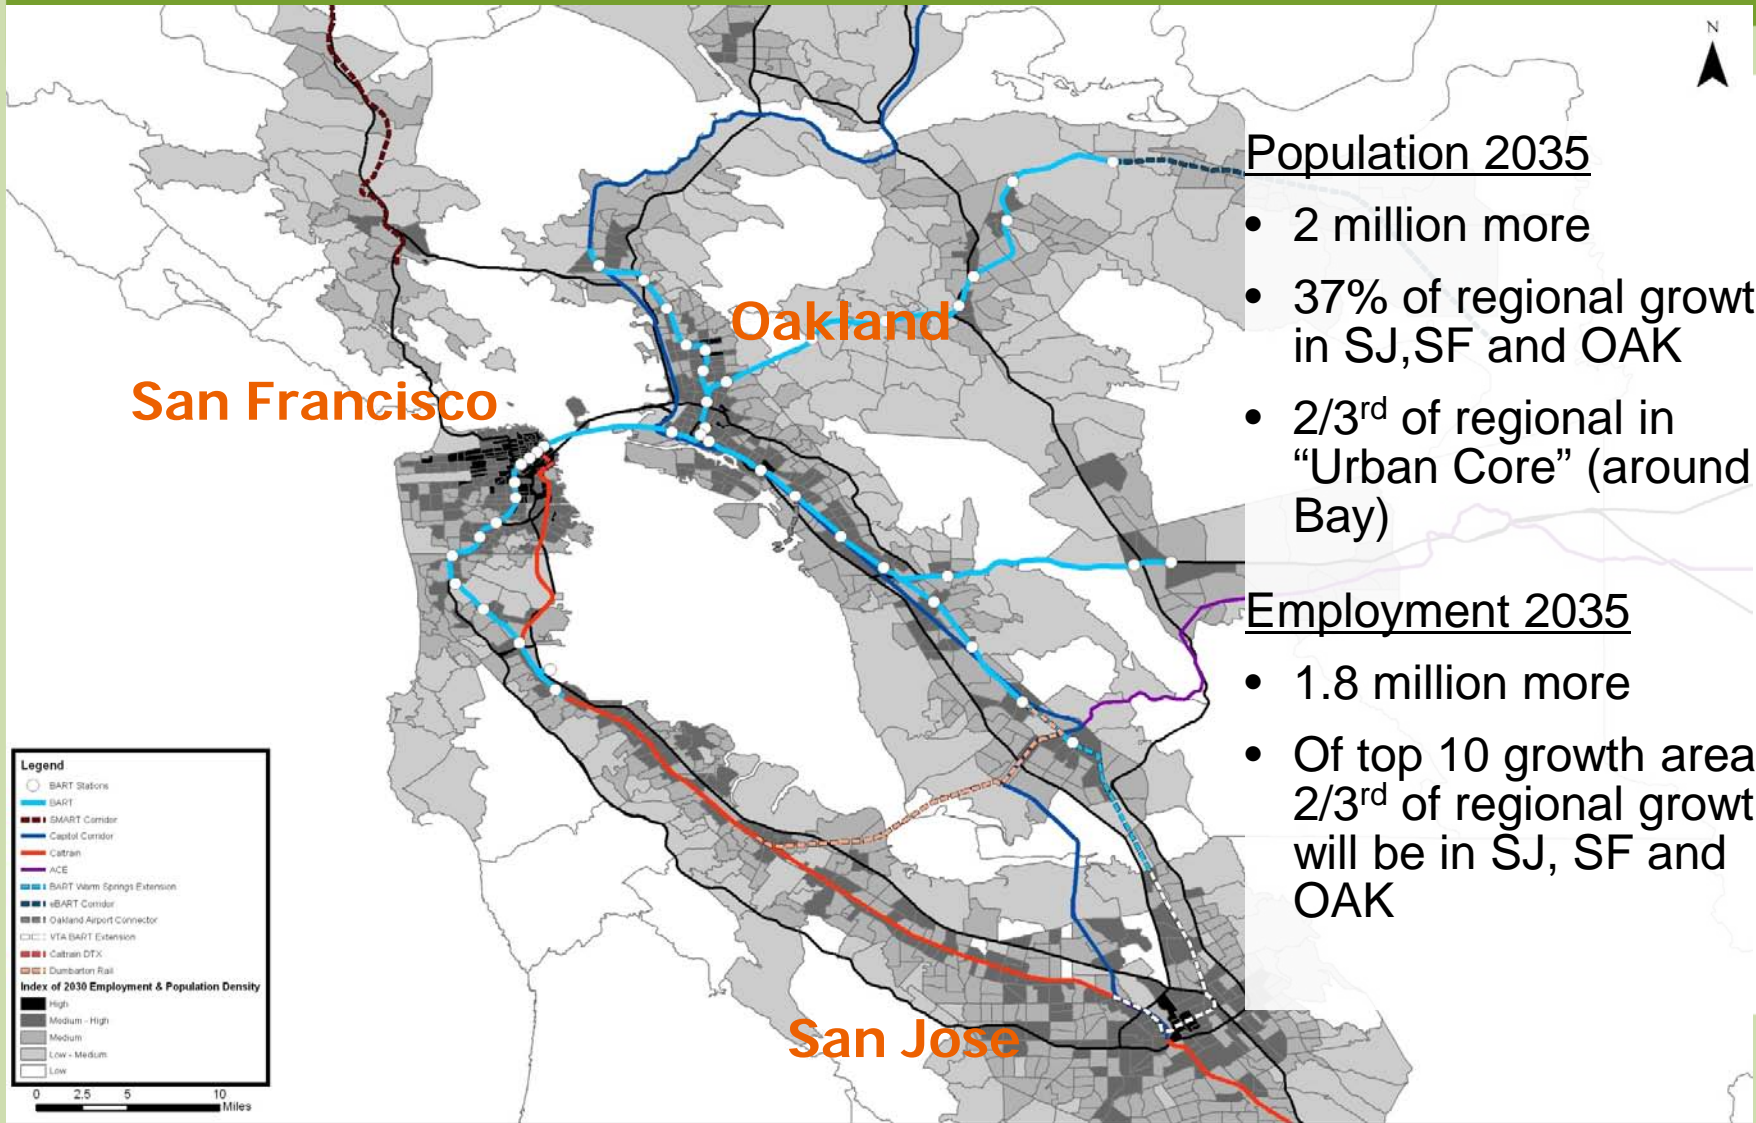 N
Population 2035
• 2 million more
• 37% of regional growt
in SJ,SF and OAK
• 2/3rd of regional in
“Urban Core” (around
Bay)
Employment 2035
• 1.8 million more
• Of top 10 growth area
2/3rd of regional growt
will be in SJ, SF and
OAK
Oakland
San Francisco
San Jose
Legend
BART Stations
BART
SMART Corridor
Capitol Corridor
Caltrain
ACE
BART Warm Springs Extension
eBART Corridor
Oakland Airport Connector
VTA BART Extension
Caltrain DTX
Dumbarton Rail
Index of 2030 Employment & Population Density
High
Medium - High
Medium
Low - Medium
Low
0 2.5 5 10
Miles